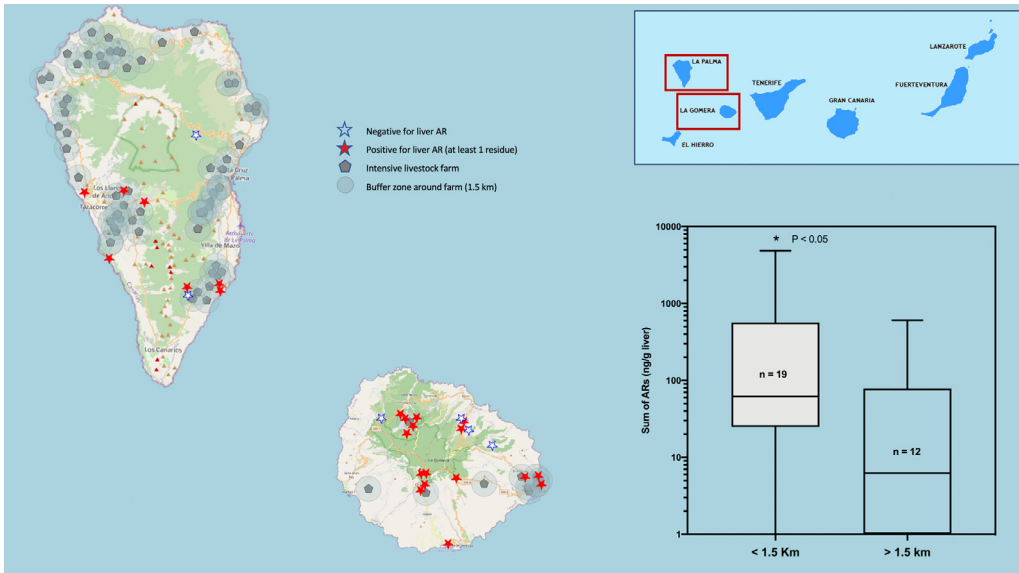 Negative for liver AR
Positive for liver AR (at least 1 residue)
Intensive livestock farm
Buffer zone around farm (1.5 km)
Los Llanos
de Aridane
Tazacorte
Villa de Mazo
Los Canarios
La Gomera
LA PALMA
LA GOMERA
EL HIERRO
TENERIFE
GRAN CANARIA
FUERTEVENTURA
LANZAROTE
Sum of ARs (ng/g liver)
10000
1000
100
10
1
* P < 0.05
n = 19
n = 12
< 1.5 Km
> 1.5 km